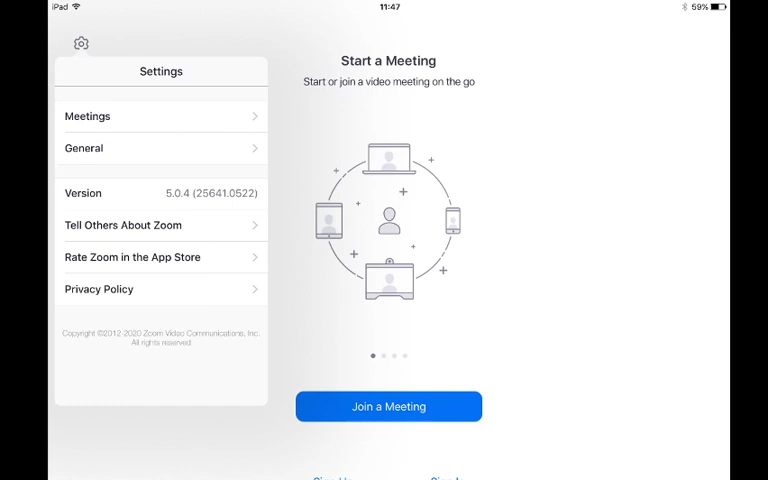 iPad
11:47
59%
Settings
Meetings
General
Version 5.0.4 (25641.0522)
Tell Others About Zoom
Rate Zoom in the App Store
Privacy Policy
Copyright ©2012-2020 Zoom Video Communications, Inc.
All rights reserved
Start a Meeting
Start or join a video meeting on the go
Join a Meeting